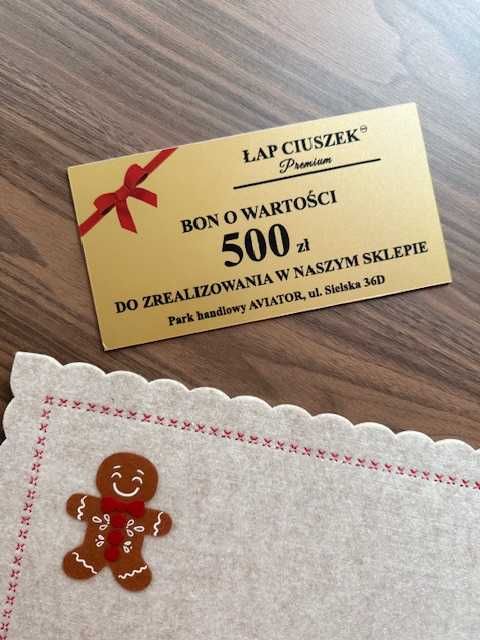 ŁAP CIUSZEK
Premium
BON O WARTOŚCI
500 zł
DO ZREALIZOWANIA W NASZYM SKLEPIE
Park handlowy AVIATOR, ul. Sielska 36D